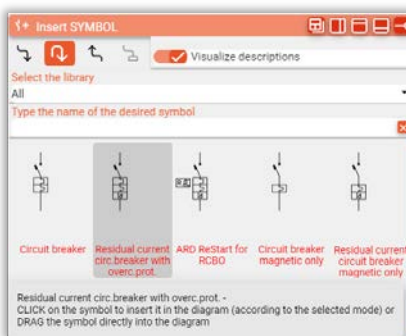 Insert SYMBOL
Visualize descriptions
Select the library
All
Type the name of the desired symbol
Circuit breaker
Residual current circ.breaker with overc.prot.
ARD ReStart for RCBO
Circuit breaker magnetic only
Residual current circuit breaker magnetic only
Residual current circ.breaker with overc.prot. -
CLICK on the symbol to insert it in the diagram (according to the selected mode) or
DRAG the symbol directly into the diagram